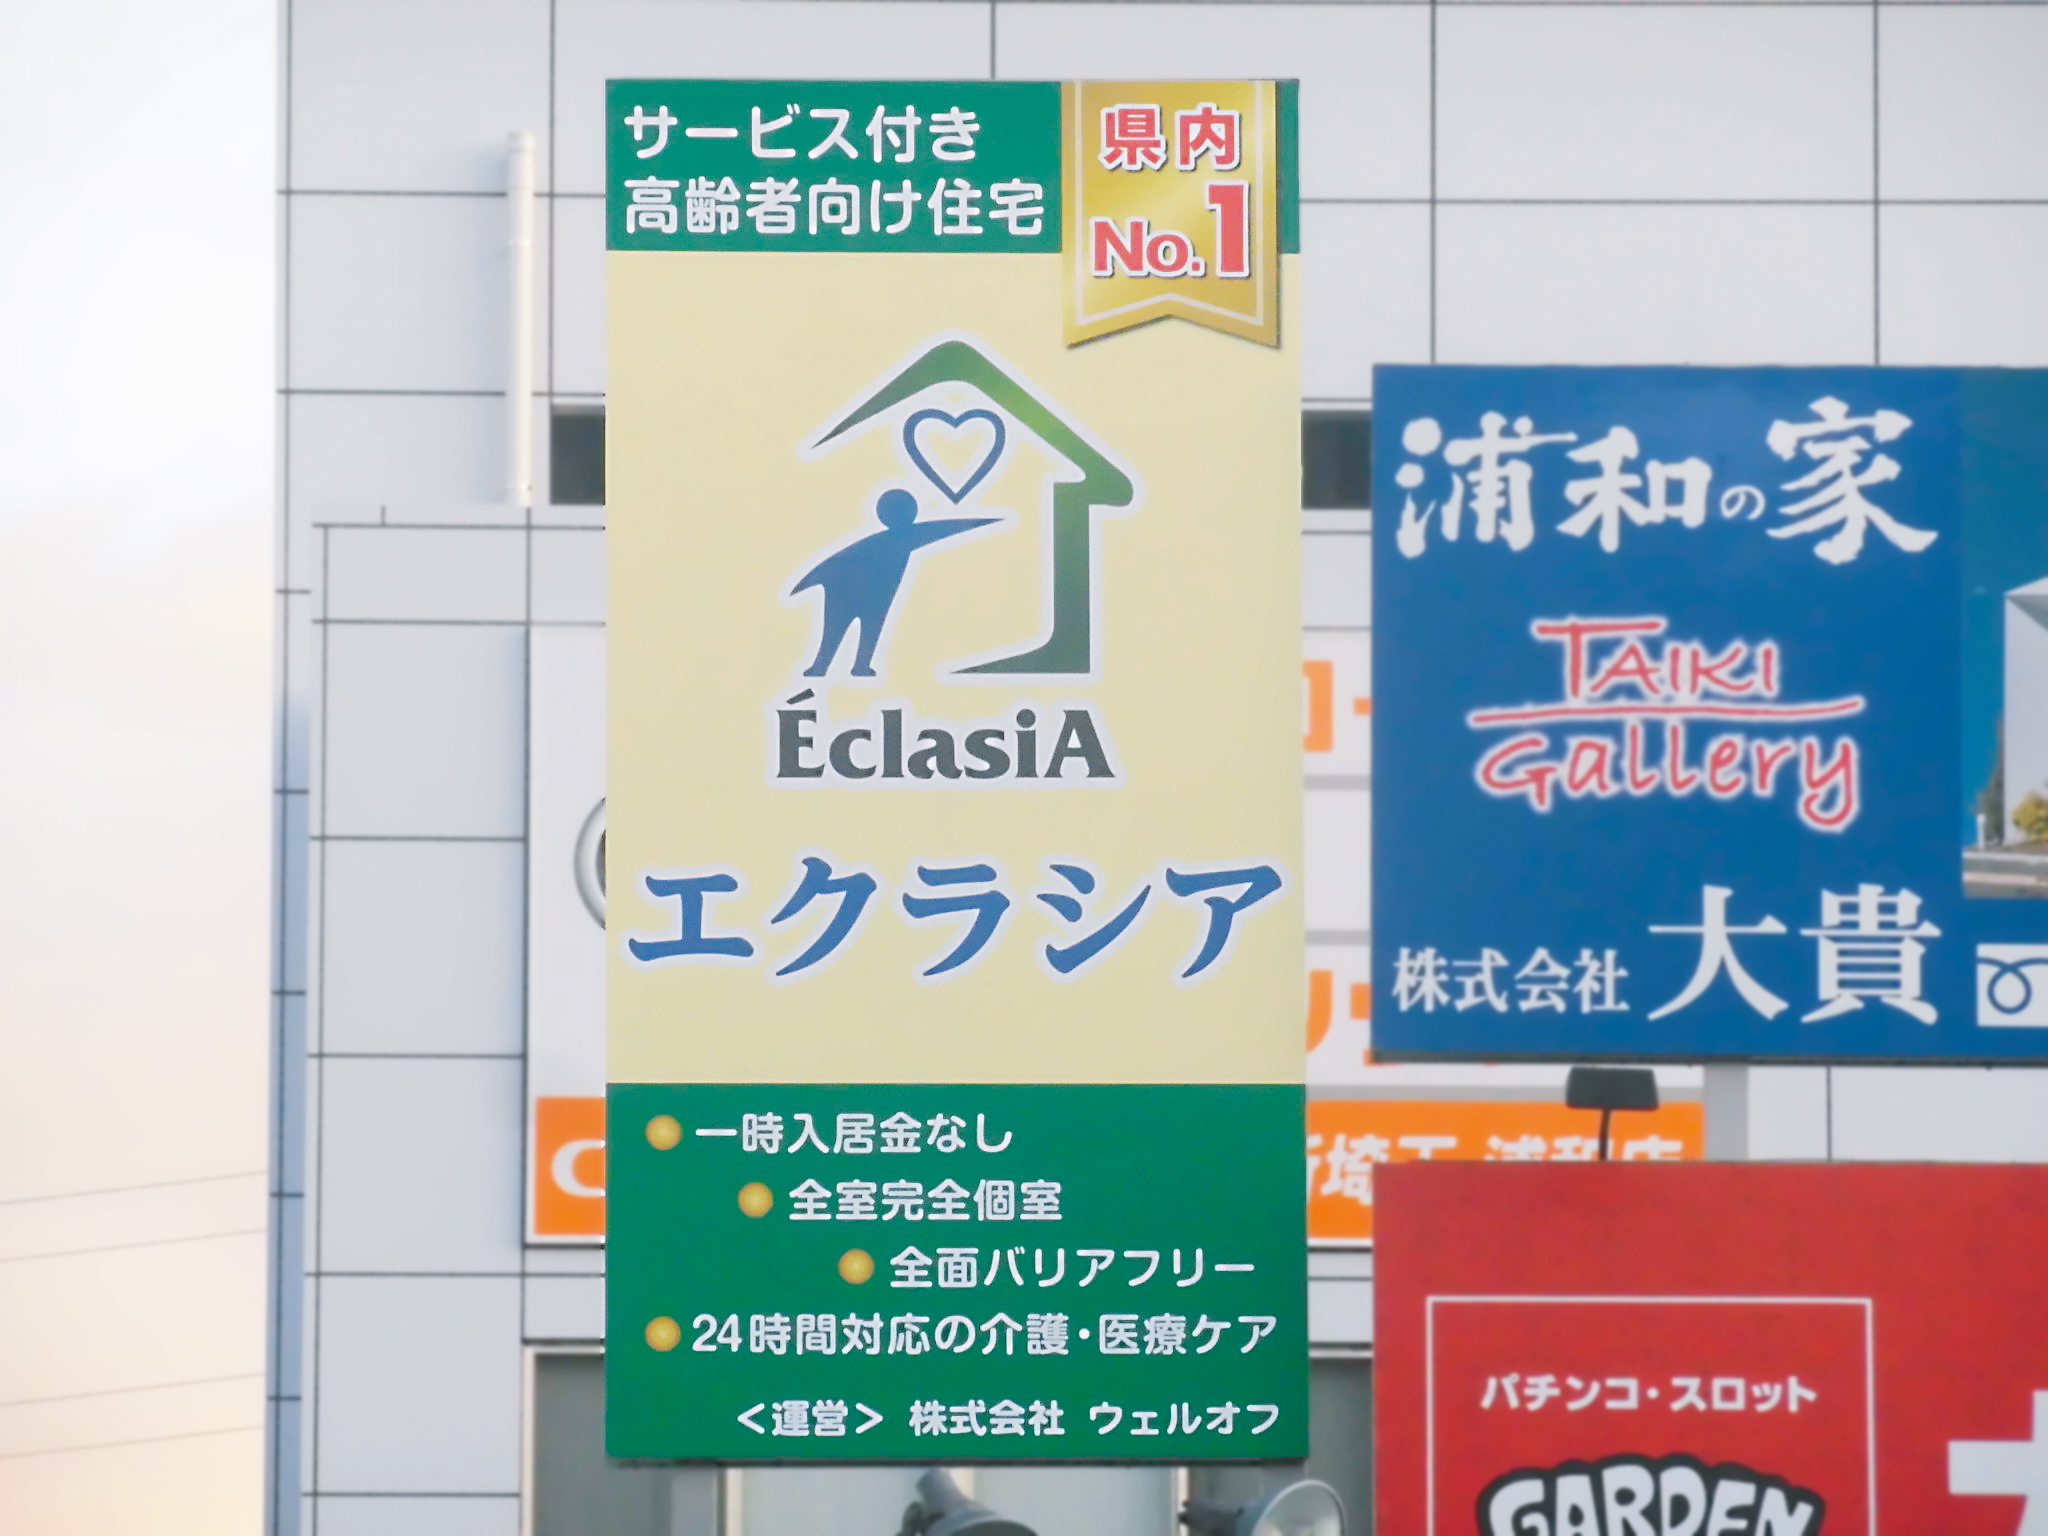 サービス付き
高齢者向け住宅
県内
No.1
ÉclasiA
エクラシア
一時入居金なし
全室完全個室
全面バリアフリー
24時間対応の介護・医療ケア
<運営> 株式会社 ウェルオフ
浦和の家
TAIKI
Gallery
株式会社 大貴
浦和店
パチンコ・スロット
GARDEN